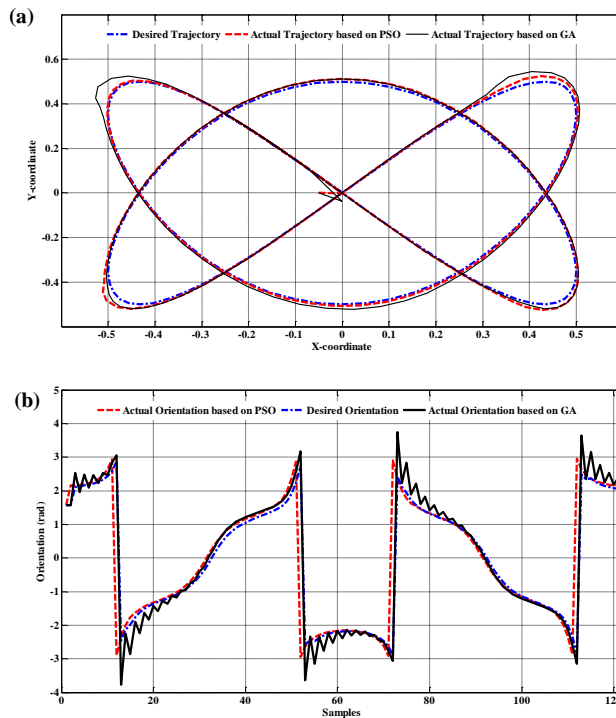 (a)
Desired Trajectory Actual Trajectory based on PSO Actual Trajectory based on GA
0.6
0.4
0.2
0
-0.2
-0.4
Y-coordinate
-0.5 -0.4 -0.3 -0.2 -0.1 0 0.1 0.2 0.3 0.4 0.5
X-coordinate
(b)
Actual Orientation based on PSO Desired Orientation Actual Orientation based on GA
5
4
3
2
1
0
-1
-2
-3
-4
Orientation (rad)
0 20 40 60 80 100 120
Samples